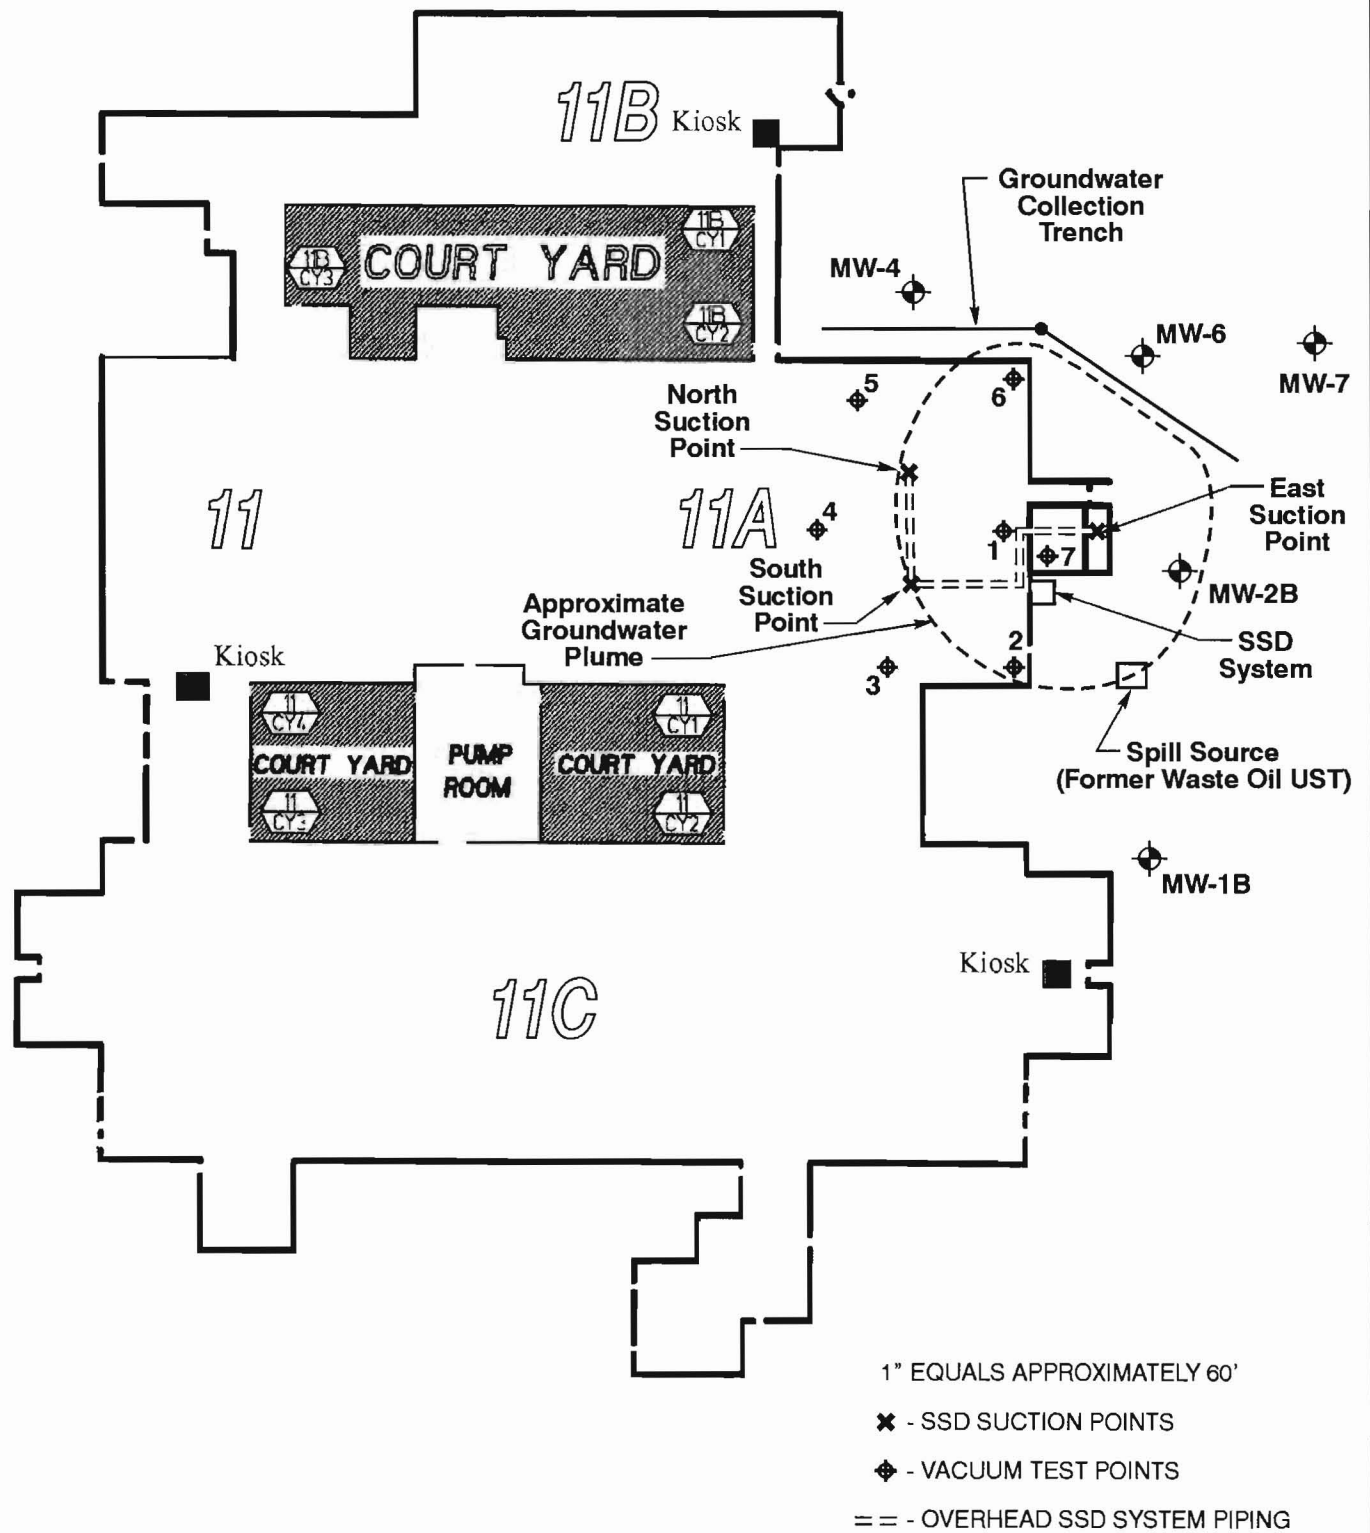 11B
Kiosk
Groundwater
Collection
Trench
11B
CY1
COURT YARD
11B
CY3
MW-4
11B
CY2
MW-6
MW-7
North
Suction
Point
5
6
11
11A
4
1
7
East
Suction
Point
South
Suction
Point
MW-2B
Approximate
Groundwater
Plume
SSD
System
2
3
Kiosk
11
CY4
11
CY1
COURT YARD
PUMP
ROOM
COURT YARD
11
CY3
11
CY2
Spill Source
(Former Waste Oil UST)
MW-1B
Kiosk
11C
1" EQUALS APPROXIMATELY 60'
- SSD SUCTION POINTS
- VACUUM TEST POINTS
== - OVERHEAD SSD SYSTEM PIPING